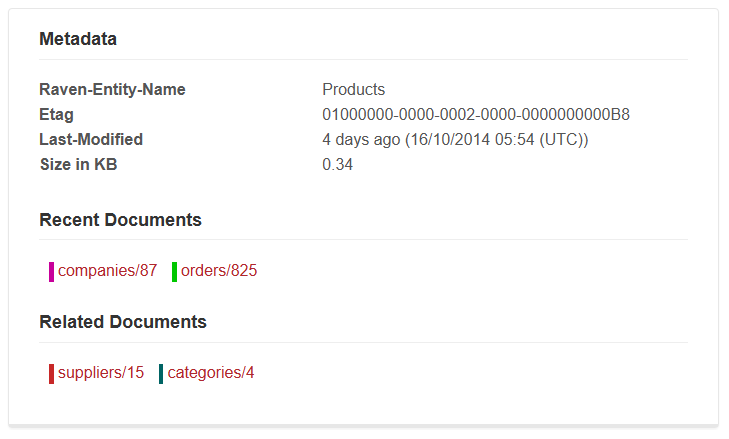 Metadata
Raven-Entity-Name Products
Etag 01000000-0000-0002-0000-0000000000B8
Last-Modified 4 days ago (16/10/2014 05:54 (UTC))
Size in KB 0.34
Recent Documents
companies/87 orders/825
Related Documents
suppliers/15 categories/4